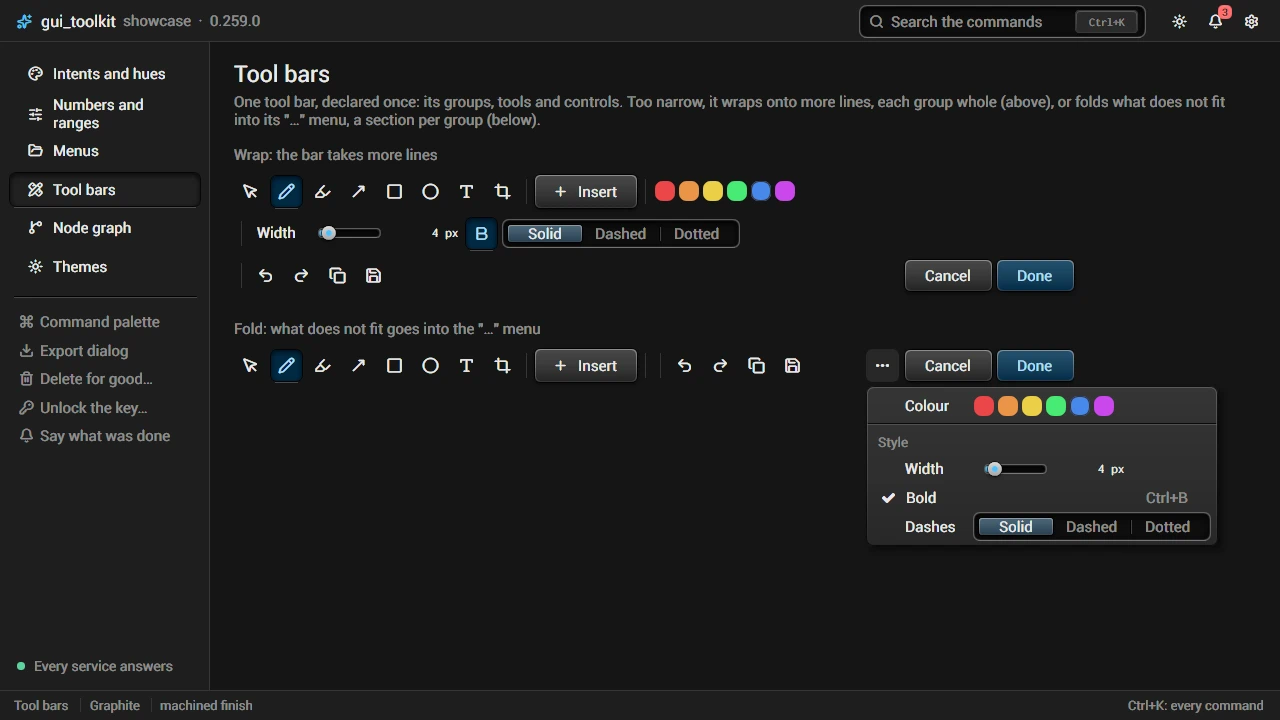 gui_toolkit showcase · 0.259.0
Search the commands Ctrl+K
3
Intents and hues
Numbers and
ranges
Menus
Tool bars
Node graph
Themes
Command palette
Export dialog
Delete for good...
Unlock the key...
Say what was done
Every service answers
Tool bars
One tool bar, declared once: its groups, tools and controls. Too narrow, it wraps onto more lines, each group whole (above), or folds what does not fit
into its "..." menu, a section per group (below).
Wrap: the bar takes more lines
T + Insert
Width 4 px B Solid Dashed Dotted
Cancel Done
Fold: what does not fit goes into the "..." menu
T + Insert ... Cancel Done
Colour
Style
Width 4 px
Bold Ctrl+B
Dashes Solid Dashed Dotted
Tool bars Graphite machined finish
Ctrl+K: every command